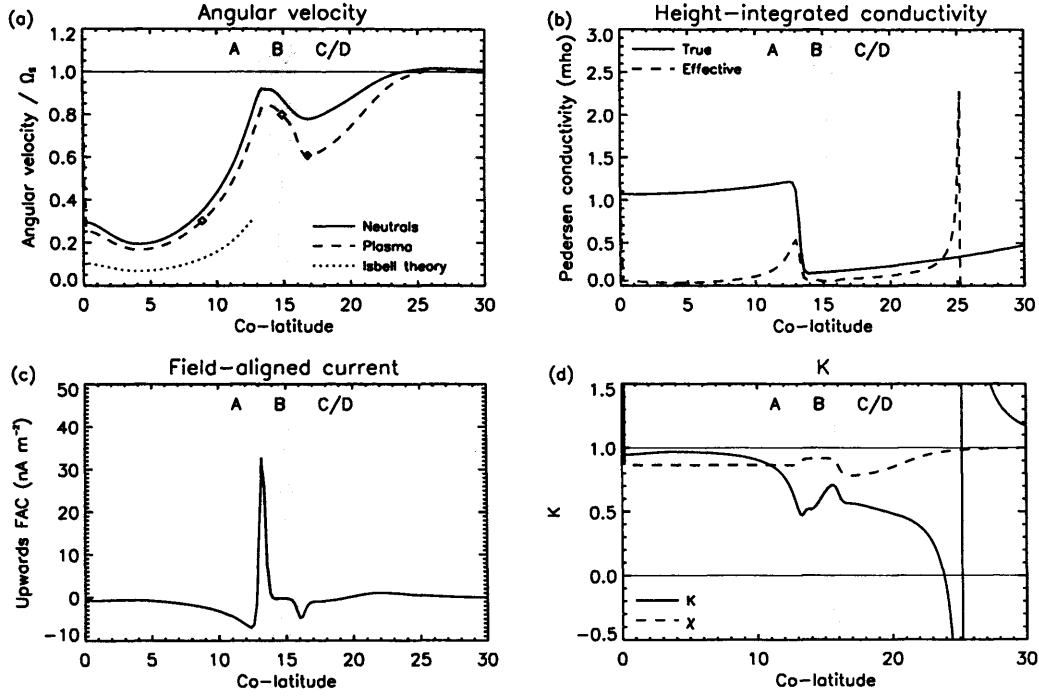 (a)
Angular velocity
Angular velocity / Ωs
1.2
1.0
0.8
0.6
0.4
0.2
0.0
A B C/D
Neutrals
Plasma
Isbell theory
0 5 10 15 20 25 30
Co-latitude
(b)
Height-integrated conductivity
Pedersen conductivity (mho)
3.0
2.5
2.0
1.5
1.0
0.5
0.0
True
Effective
A B C/D
0 5 10 15 20 25 30
Co-latitude
(c)
Field-aligned current
Upwards FAC (nA m⁻²)
50
40
30
20
10
0
-10
A B C/D
0 5 10 15 20 25 30
Co-latitude
(d)
K
K
1.5
1.0
0.5
0.0
-0.5
A B C/D
K
χ
0 5 10 15 20 25 30
Co-latitude